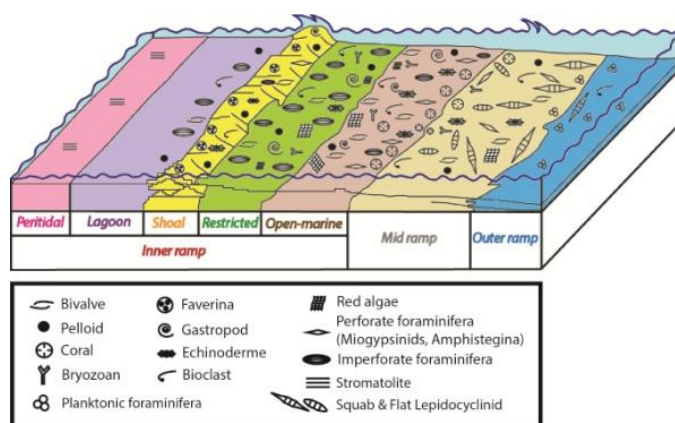 Peritidal Lagoon Shoal Restricted Open-marine Mid ramp Outer ramp
Inner ramp
Bivalve
Pelloid
Coral
Bryozoan
Planktonic foraminifera
Faverina
Gastropod
Echinoderme
Bioclast
Red algae
Perforate foraminifera
(Miogypsinids, Amphistegina)
Imperforate foraminifera
Stromatolite
Squab & Flat Lepidocyclinid